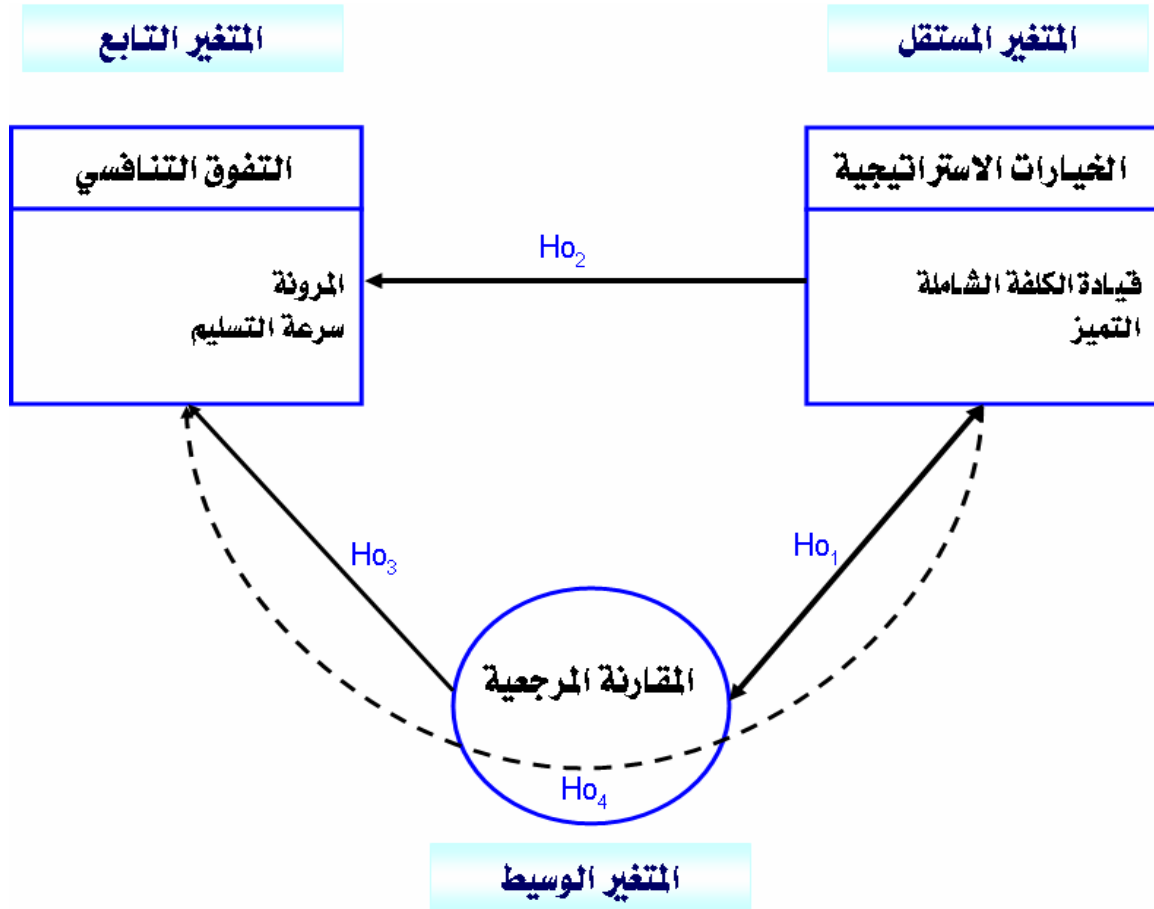 المتغير المستقل
المتغير التابع
الخيارات الاستراتيجية
التفوق التنافسي
قيادة الكلفة الشاملة
التميز
Ho₂
المرونة
سرعة التسليم
Ho₁
Ho₃
المقارنة المرجعية
Ho₄
المتغير الوسيط